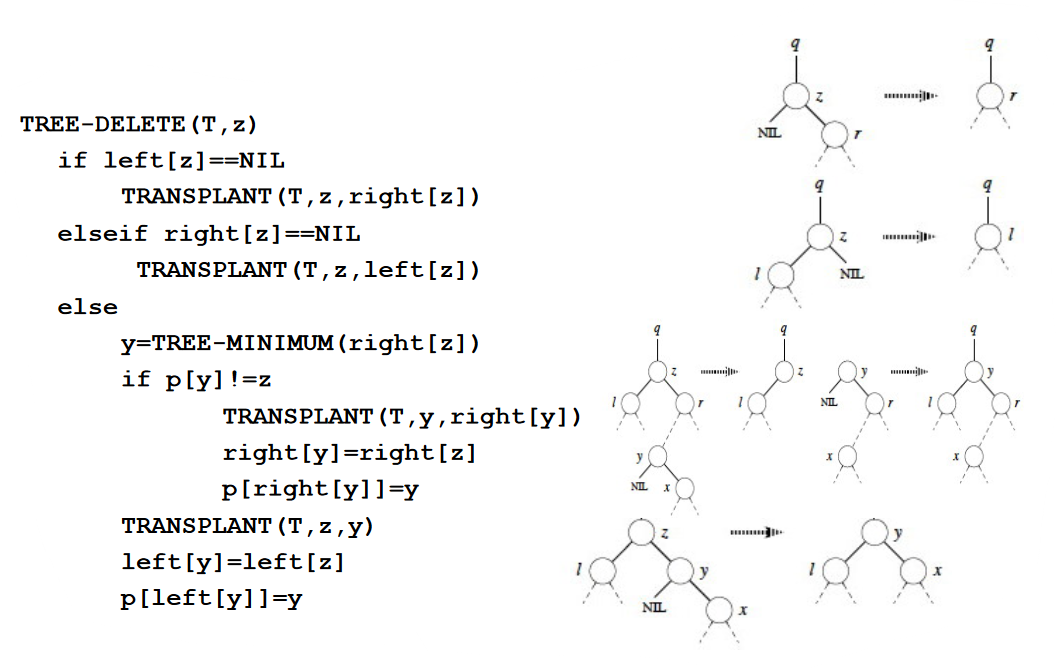 TREE-DELETE(T,z)
if left[z]==NIL
TRANSPLANT(T,z,right[z])
elseif right[z]==NIL
TRANSPLANT(T,z,left[z])
else
y=TREE-MINIMUM(right[z])
if p[y]!=z
TRANSPLANT(T,y,right[y])
right[y]=right[z]
p[right[y]]=y
TRANSPLANT(T,z,y)
left[y]=left[z]
p[left[y]]=y
q q
z r
NIL r
q q
z l
l NIL
q q q
z z y y
l r l NIL r l r
y x x
NIL x
z y
l y l x
NIL x